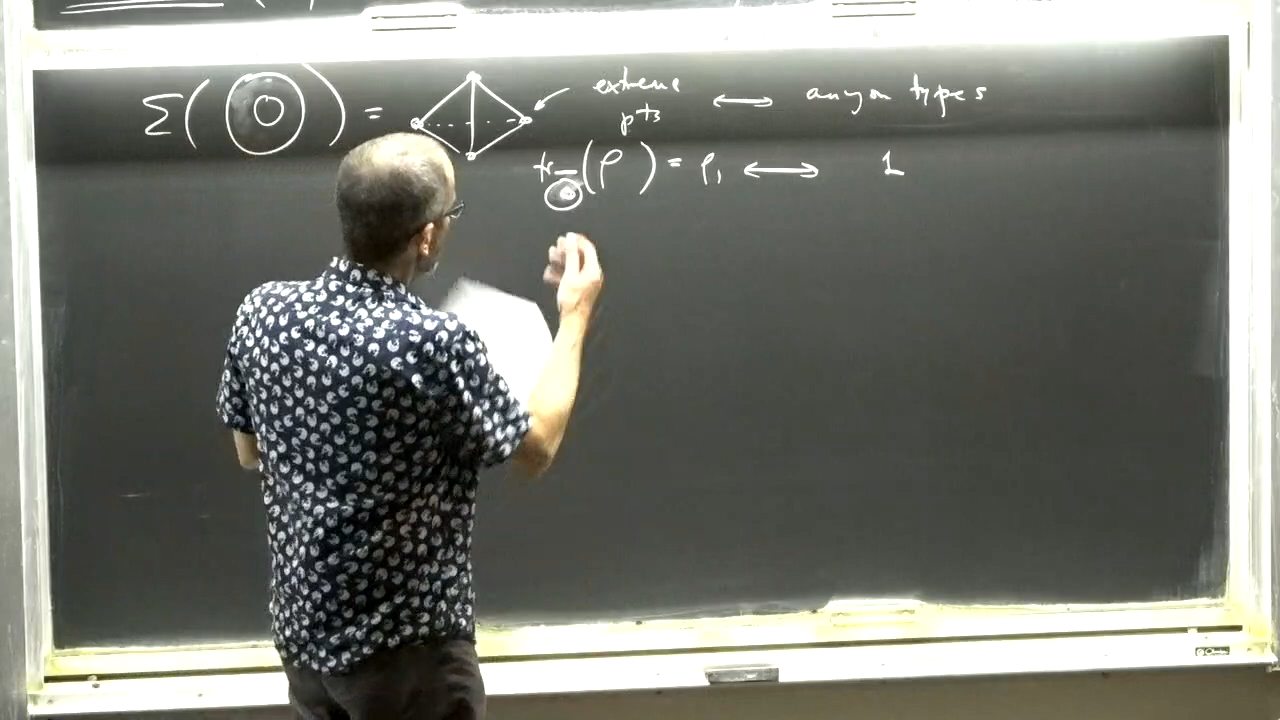 Σ( ) = extreme pts ⟷ anyon types
tr (ρ) = ρ₁ ⟷ 1